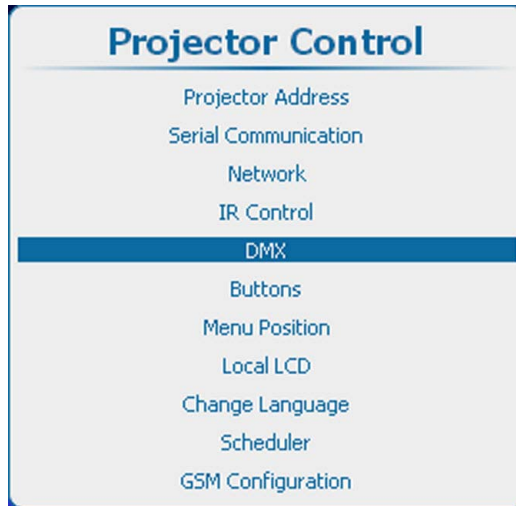 Projector Control
Projector Address
Serial Communication
Network
IR Control
DMX
Buttons
Menu Position
Local LCD
Change Language
Scheduler
GSM Configuration